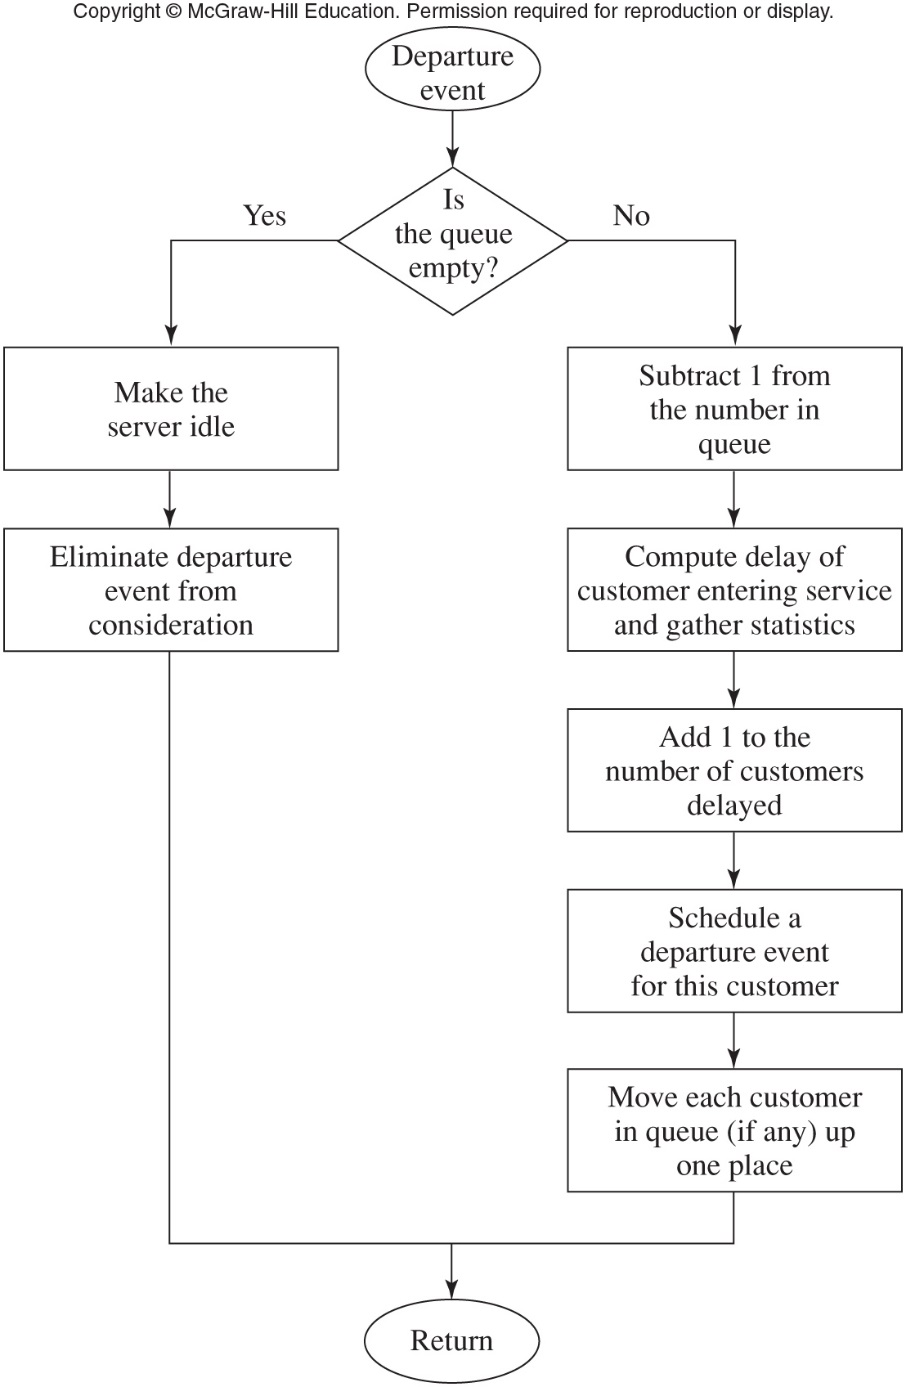 Copyright © McGraw-Hill Education. Permission required for reproduction or display.
Departure
event
Is
the queue
empty?
Yes
No
Make the
server idle
Eliminate departure
event from
consideration
Subtract 1 from
the number in
queue
Compute delay of
customer entering service
and gather statistics
Add 1 to the
number of customers
delayed
Schedule a
departure event
for this customer
Move each customer
in queue (if any) up
one place
Return